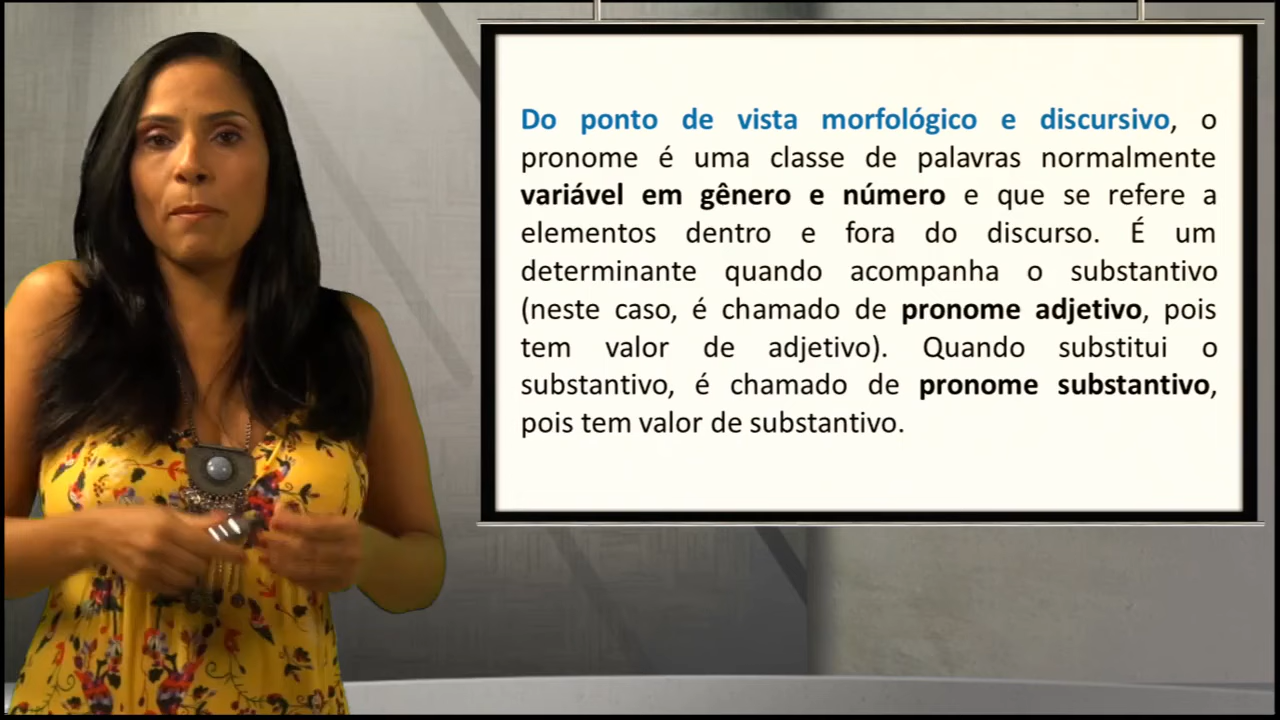 Do ponto de vista morfológico e discursivo, o
pronome é uma classe de palavras normalmente
variável em gênero e número e que se refere a
elementos dentro e fora do discurso. É um
determinante quando acompanha o substantivo
(neste caso, é chamado de pronome adjetivo, pois
tem valor de adjetivo). Quando substitui o
substantivo, é chamado de pronome substantivo,
pois tem valor de substantivo.